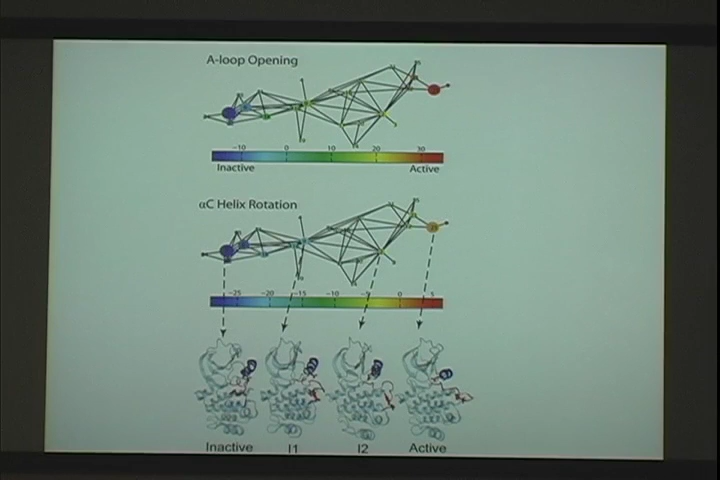 A-loop Opening
−10 0 10 20 30
Inactive Active
αC Helix Rotation
−25 −20 −15 −10 −5 0 5
Inactive I1 I2 Active